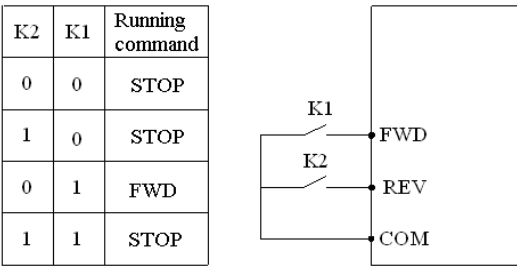 K2 K1 Running command
0 0 STOP
1 0 STOP
0 1 FWD
1 1 STOP
K1
FWD
K2
REV
COM